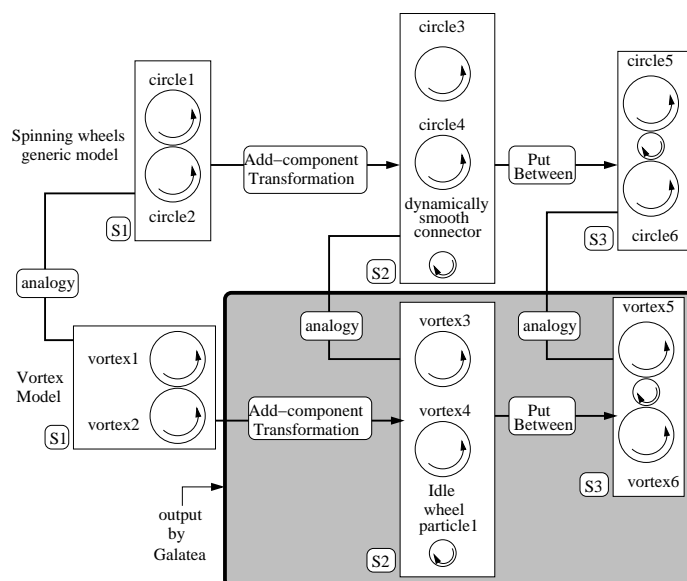 circle3
circle5
circle1
Spinning wheels
generic model
circle4
Add−component
Transformation
Put
Between
circle2
dynamically
smooth
connector
circle6
S1
S2
S3
analogy
analogy
analogy
vortex1
vortex2
Vortex
Model
S1
vortex3
vortex5
Add−component
Transformation
vortex4
Put
Between
Idle
wheel
particle1
vortex6
S3
S2
output
by
Galatea